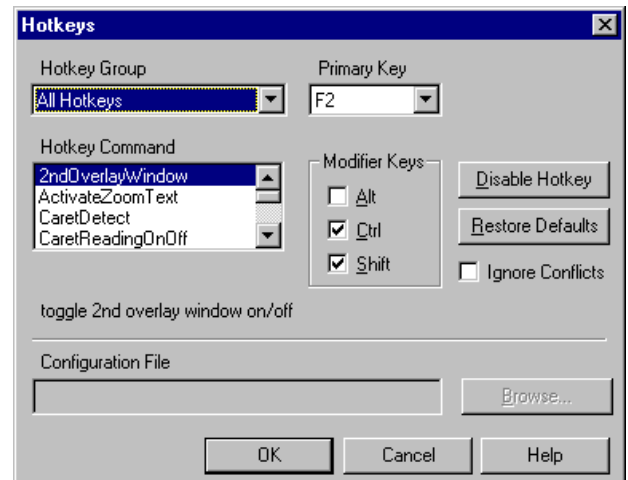 Hotkeys
Hotkey Group
Primary Key
All Hotkeys
F2
Hotkey Command
2ndOverlayWindow
ActivateZoomText
CaretDetect
CaretReadingOnOff
Modifier Keys
Alt
Ctrl
Shift
Disable Hotkey
Restore Defaults
Ignore Conflicts
toggle 2nd overlay window on/off
Configuration File
Browse...
OK
Cancel
Help